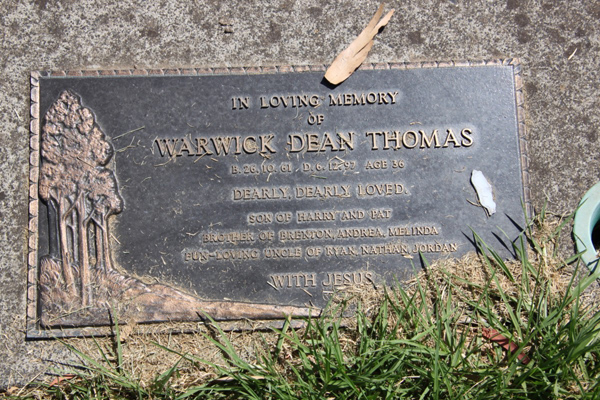 IN LOVING MEMORY
OF
WARWICK DEAN THOMAS
B. 26.10.61 D. 6.12.97 AGE 36
DEARLY, DEARLY LOVED.
SON OF HARRY AND PAT
BROTHER OF BRENTON, ANDREA, MELINDA
FUN-LOVING UNCLE OF RYAN, NATHAN, JORDAN
WITH JESUS